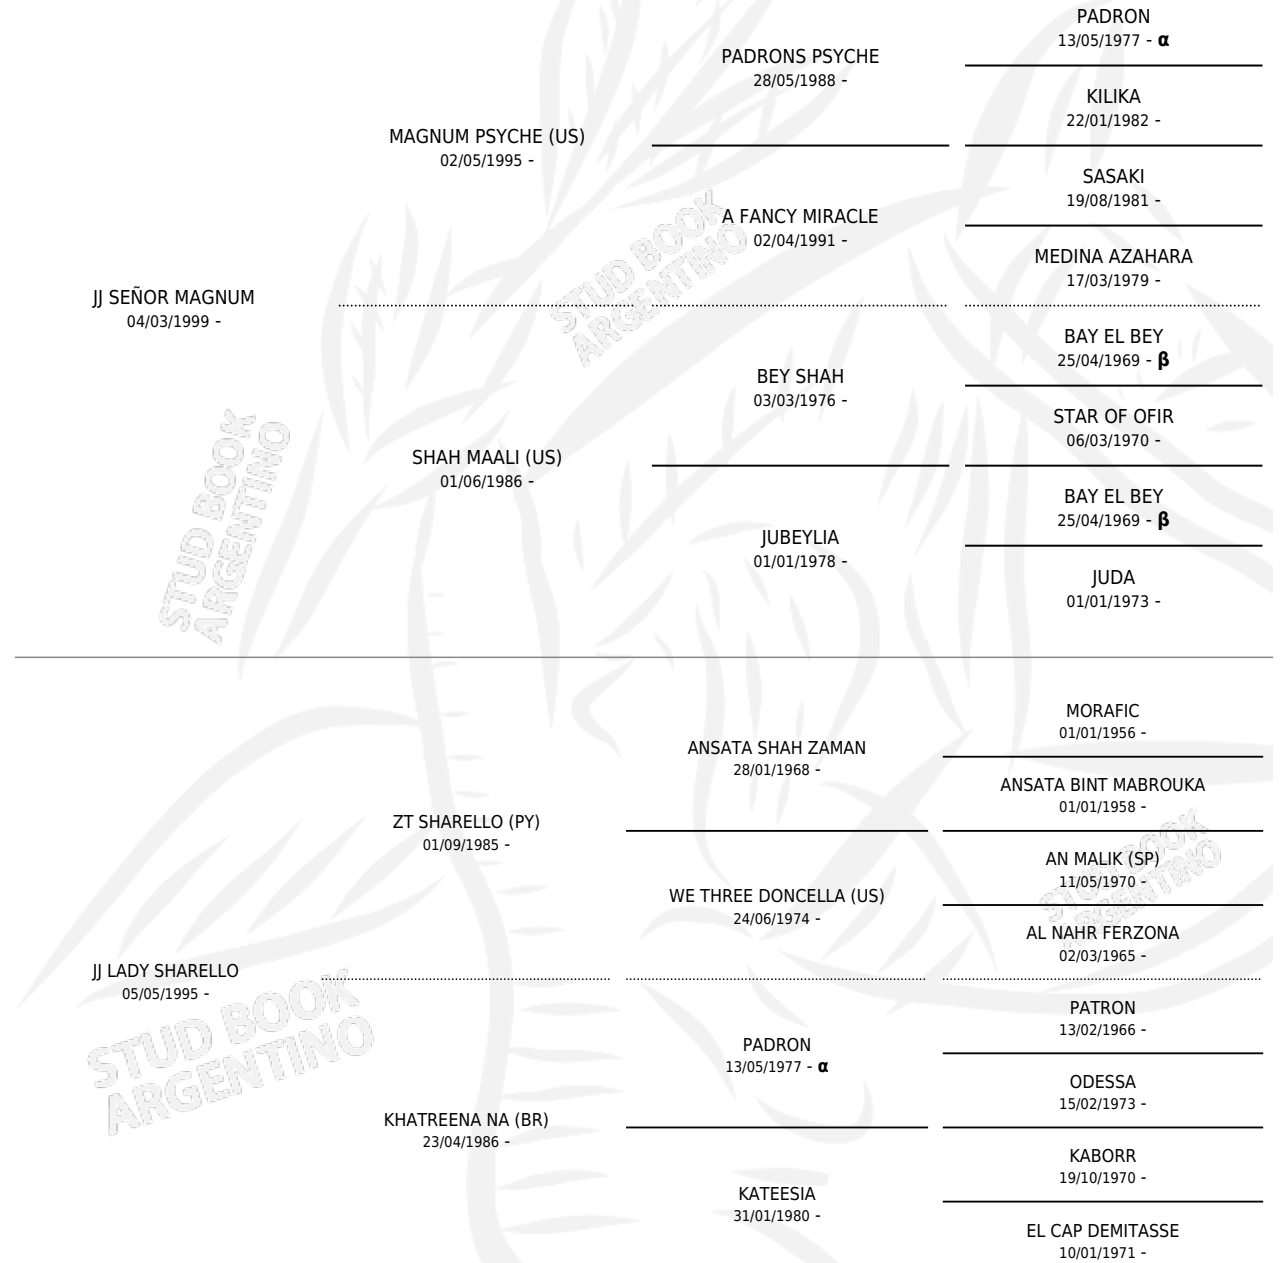 PADRON
13/05/1977 - α
PADRONS PSYCHE
28/05/1988 -
KILIKA
22/01/1982 -
MAGNUM PSYCHE (US)
02/05/1995 -
SASAKI
19/08/1981 -
A FANCY MIRACLE
02/04/1991 -
MEDINA AZAHARA
17/03/1979 -
JJ SEÑOR MAGNUM
04/03/1999 -
BAY EL BEY
25/04/1969 - β
BEY SHAH
03/03/1976 -
STAR OF OFIR
06/03/1970 -
SHAH MAALI (US)
01/06/1986 -
BAY EL BEY
25/04/1969 - β
JUBEYLIA
01/01/1978 -
JUDA
01/01/1973 -
MORAFIC
01/01/1956 -
ANSATA SHAH ZAMAN
28/01/1968 -
ANSATA BINT MABROUKA
01/01/1958 -
ZT SHARELLO (PY)
01/09/1985 -
AN MALIK (SP)
11/05/1970 -
WE THREE DONCELLA (US)
24/06/1974 -
AL NAHR FERZONA
02/03/1965 -
JJ LADY SHARELLO
05/05/1995 -
PATRON
13/02/1966 -
PADRON
13/05/1977 - α
ODESSA
15/02/1973 -
KHATREENA NA (BR)
23/04/1986 -
KABORR
19/10/1970 -
KATEESIA
31/01/1980 -
EL CAP DEMITASSE
10/01/1971 -
STUD BOOK
ARGENTINO
STUD BOOK
ARGENTINO
STUD BOOK
ARGENTINO
STUD BOOK
ARGENTINO